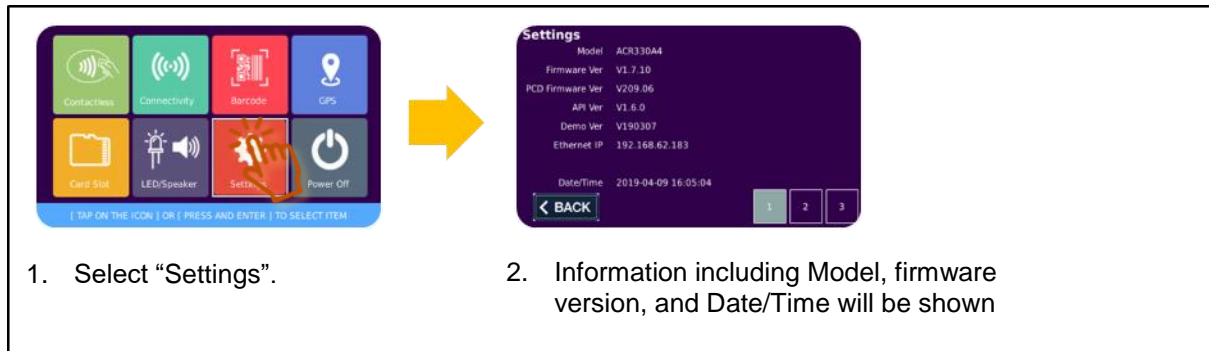 Contactless
Connectivity
Barcode
GPS
Card Slot
LED/Speaker
Settings
Power Off
[ TAP ON THE ICON ] OR [ PRESS AND ENTER ] TO SELECT ITEM
1. Select “Settings”.
Settings
Model ACR330A4
Firmware Ver V1.7.10
PCD Firmware Ver V209.06
API Ver V1.6.0
Demo Ver V190307
Ethernet IP 192.168.62.183
Date/Time 2019-04-09 16:05:04
BACK 1 2 3
2. Information including Model, firmware
version, and Date/Time will be shown